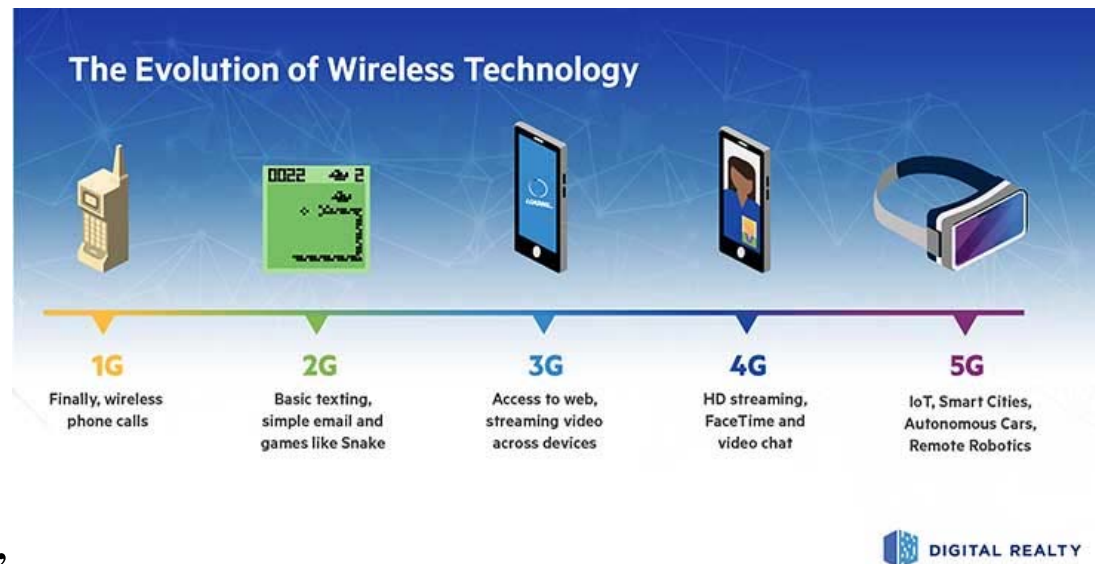 The Evolution of Wireless Technology
0022 2
LOADING...
1G
Finally, wireless
phone calls
2G
Basic texting,
simple email and
games like Snake
3G
Access to web,
streaming video
across devices
4G
HD streaming,
FaceTime and
video chat
5G
IoT, Smart Cities,
Autonomous Cars,
Remote Robotics
,
DIGITAL REALTY